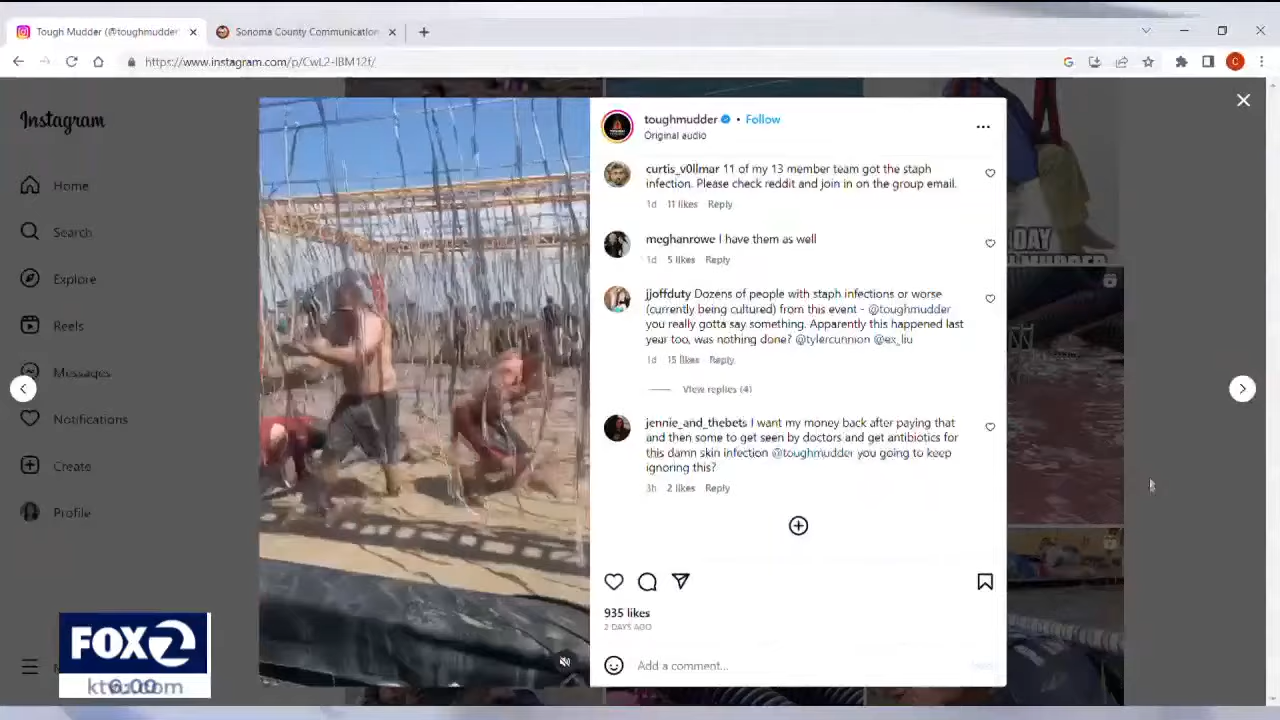 Tough Mudder (@toughmudder
Sonoma County Communication
https://www.instagram.com/p/CwL2-IBM12f/
Instagram
Home
Search
Explore
Reels
Messages
Notifications
Create
Profile
toughmudder • Follow
Original audio
curtis_v0llmar 11 of my 13 member team got the staph
infection. Please check reddit and join in on the group email.
1d 11 likes Reply
meghanrowe I have them as well
1d 5 likes Reply
jjoffduty Dozens of people with staph infections or worse
(currently being cultured) from this event - @toughmudder
you really gotta say something. Apparently this happened last
year too, was nothing done? @tylercunnion @ex_liu
1d 15 likes Reply
View replies (4)
jennie_and_thebets I want my money back after paying that
and then some to get seen by doctors and get antibiotics for
this damn skin infection @toughmudder you going to keep
ignoring this?
3h 2 likes Reply
935 likes
2 DAYS AGO
Add a comment...
FOX 2